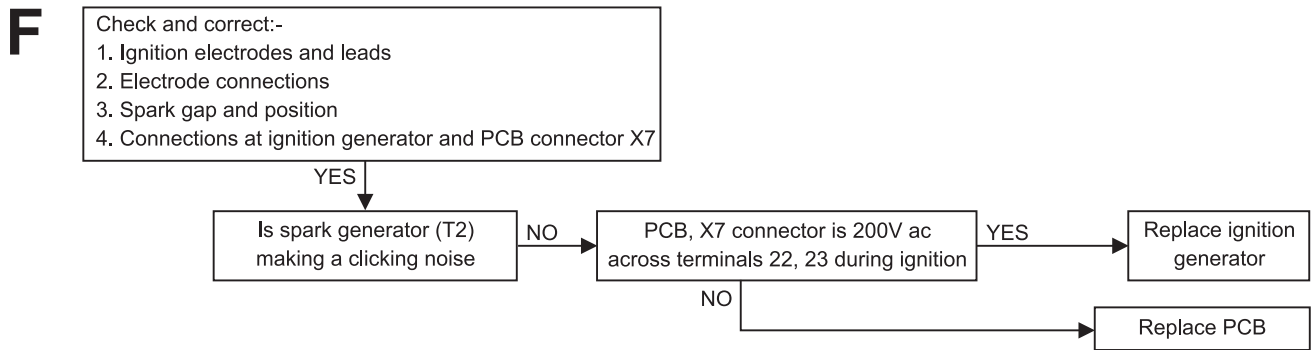 F
Check and correct:-
1. Ignition electrodes and leads
2. Electrode connections
3. Spark gap and position
4. Connections at ignition generator and PCB connector X7
YES
Is spark generator (T2)
making a clicking noise
NO
PCB, X7 connector is 200V ac
across terminals 22, 23 during ignition
YES
Replace ignition
generator
NO
Replace PCB